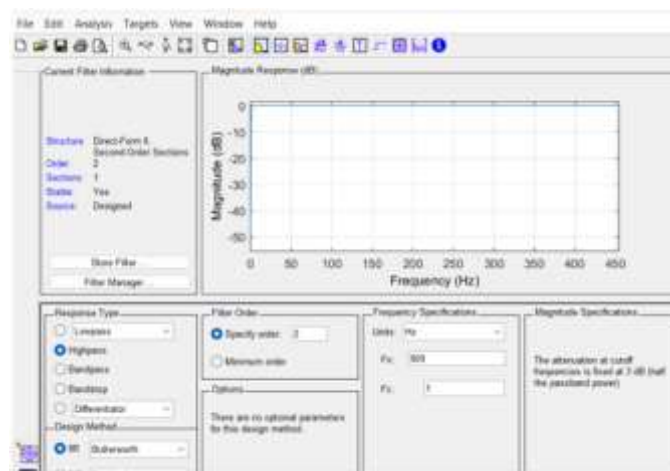 File Edit Analysis Targets View Window Help
Current Filter Information
Structure: Direct-Form II,
Second-Order Sections
Order: 2
Sections: 1
Stable: Yes
Source: Designed
Store Filter ...
Filter Manager ...
Magnitude Response (dB)
Magnitude (dB)
0
-10
-20
-30
-40
-50
0 50 100 150 200 250 300 350 400 450
Frequency (Hz)
Response Type
Lowpass
Highpass
Bandpass
Bandstop
Differentiator
Design Method
IIR Butterworth
Filter Order
Specify order: 2
Minimum order
Options
There are no optional parameters
for this design method.
Frequency Specifications
Units: Hz
Fs:
Fc: 1
Magnitude Specifications
The attenuation at cutoff
frequencies is fixed at 3 dB (half
the passband power)